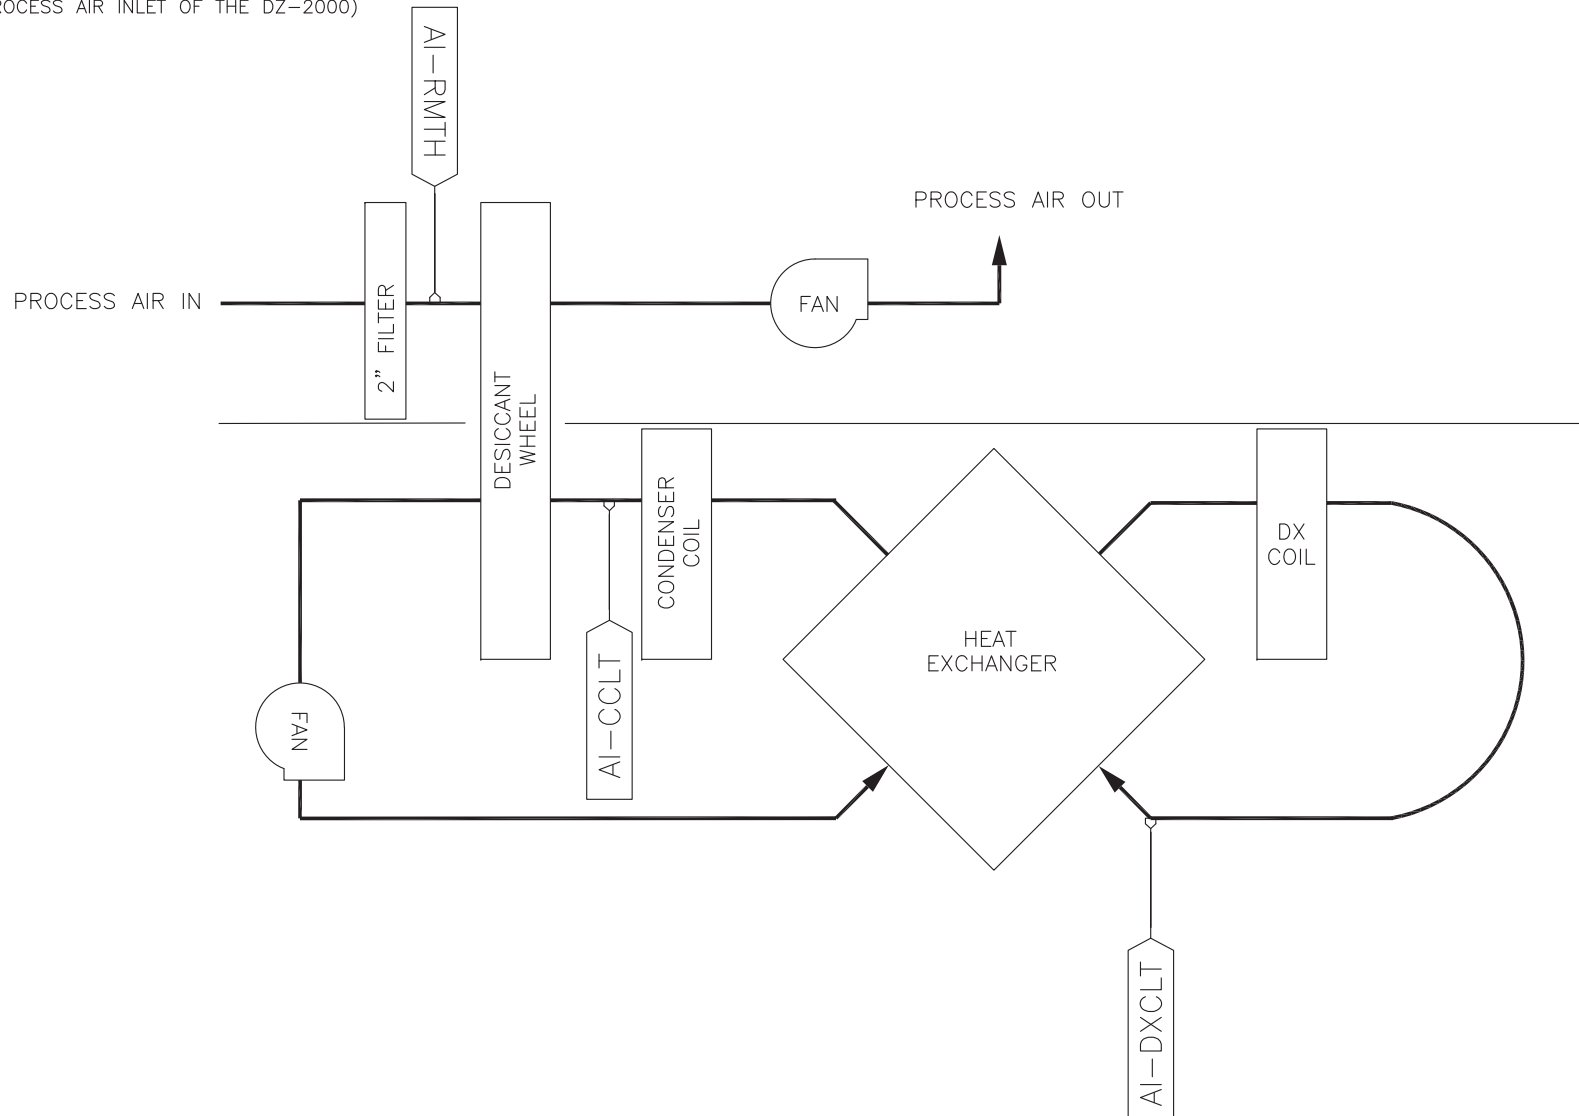 PROCESS AIR INLET OF THE DZ-2000)
AI-RMTH
PROCESS AIR OUT
PROCESS AIR IN
2" FILTER
FAN
DESICCANT
WHEEL
CONDENSER
COIL
DX
COIL
HEAT
EXCHANGER
FAN
AI-CCLT
AI-DXCLT